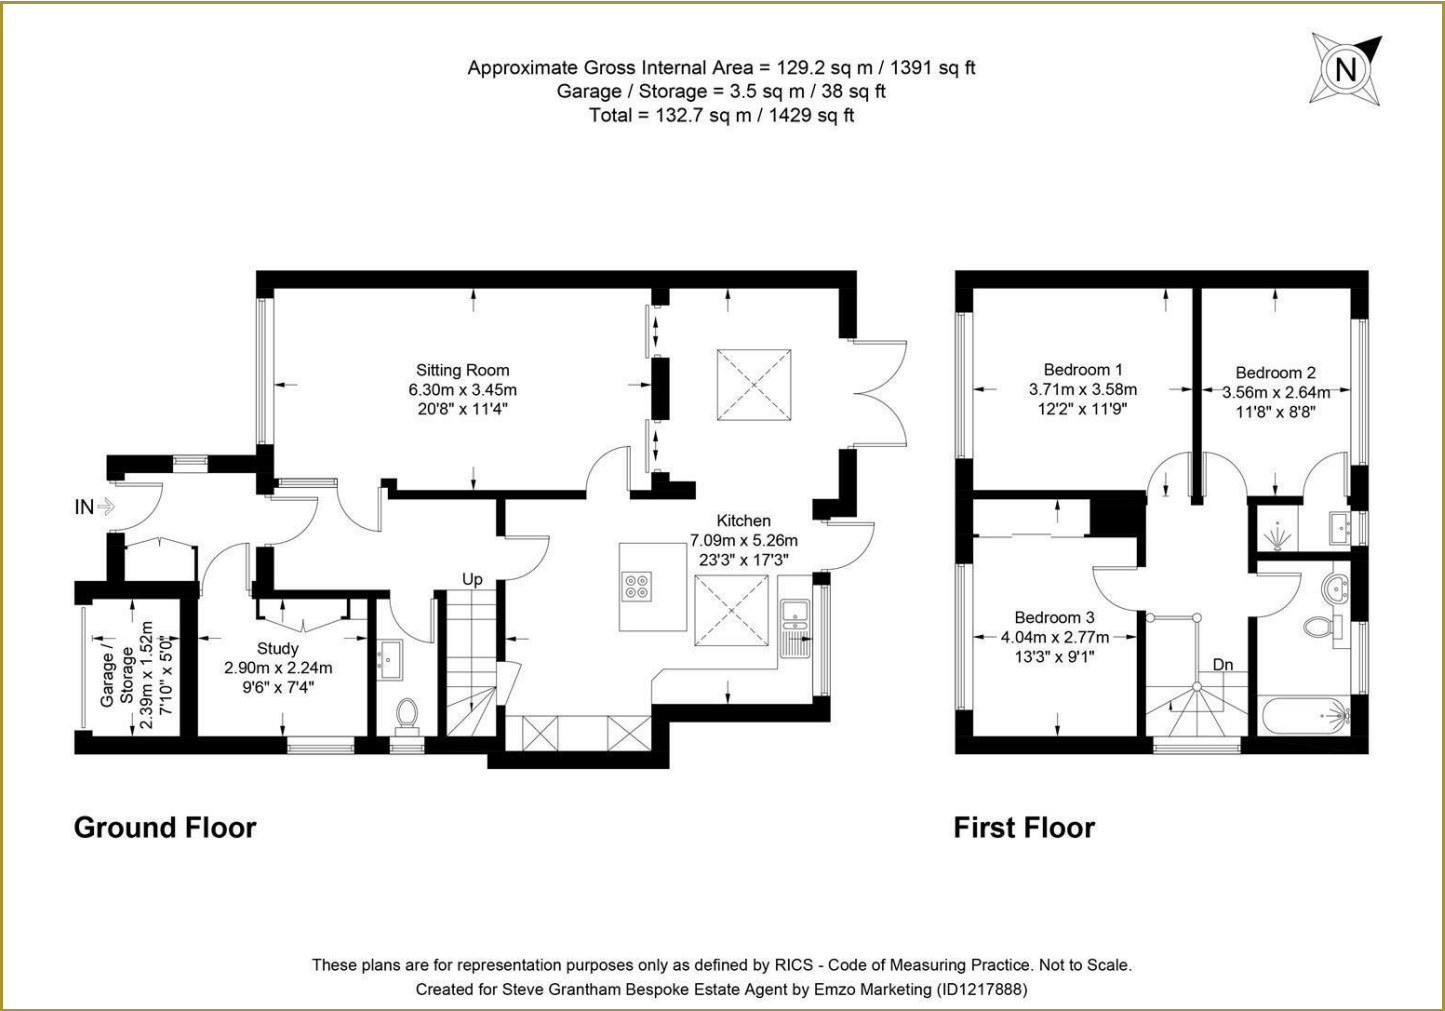 Approximate Gross Internal Area = 129.2 sq m / 1391 sq ft
Garage / Storage = 3.5 sq m / 38 sq ft
Total = 132.7 sq m / 1429 sq ft
N
Sitting Room
6.30m x 3.45m
20'8" x 11'4"
IN
Kitchen
7.09m x 5.26m
23'3" x 17'3"
Up
Garage /
Storage
2.39m x 1.52m
7'10" x 5'0"
Study
2.90m x 2.24m
9'6" x 7'4"
Ground Floor
Bedroom 1
3.71m x 3.58m
12'2" x 11'9"
Bedroom 2
3.56m x 2.64m
11'8" x 8'8"
Bedroom 3
4.04m x 2.77m
13'3" x 9'1"
Dn
First Floor
These plans are for representation purposes only as defined by RICS - Code of Measuring Practice. Not to Scale.
Created for Steve Grantham Bespoke Estate Agent by Emzo Marketing (ID1217888)